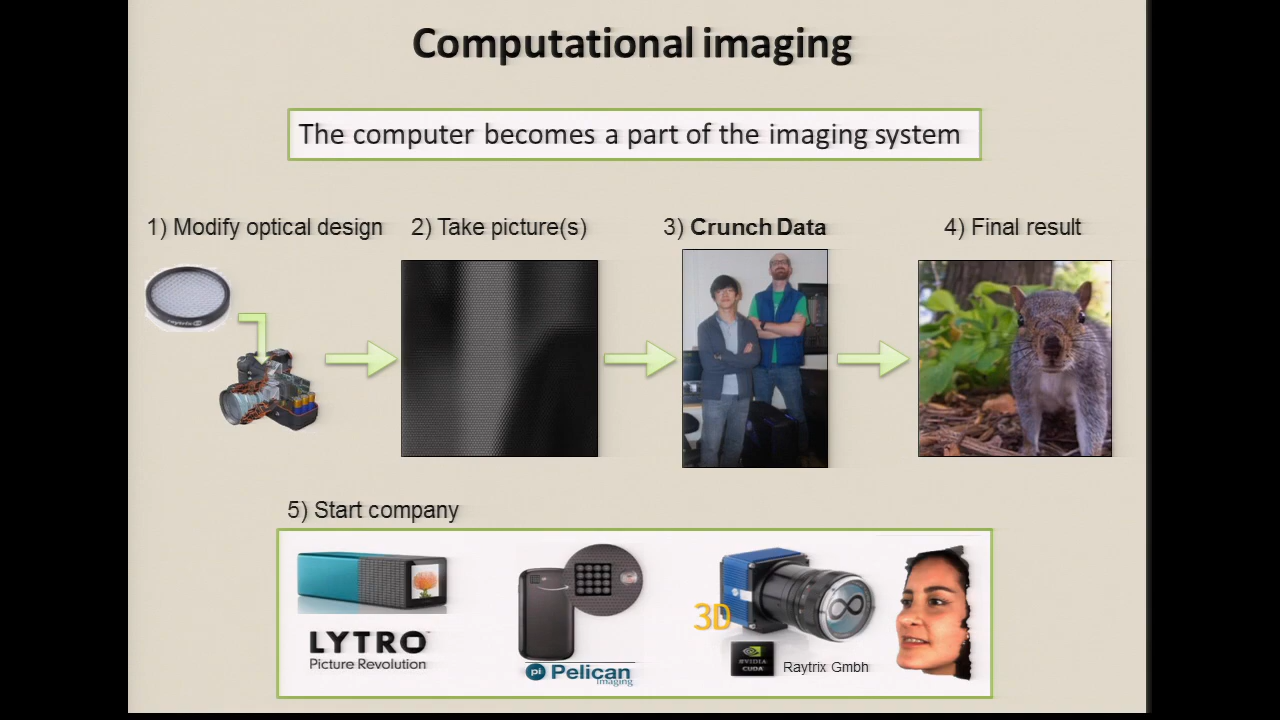 Computational imaging
The computer becomes a part of the imaging system
1) Modify optical design
2) Take picture(s)
3) Crunch Data
4) Final result
5) Start company
LYTRO
Picture Revolution
pi Pelican
imaging
3D
NVIDIA
CUDA
Raytrix Gmbh